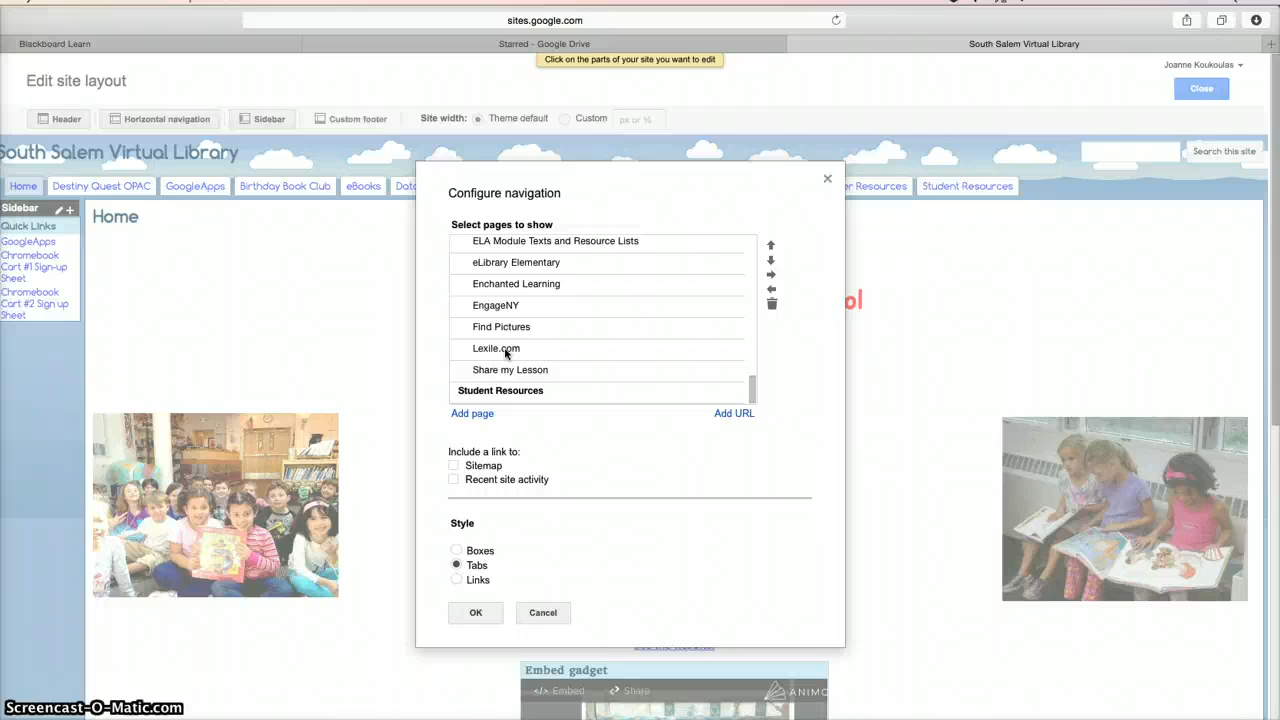 sites.google.com
Blackboard Learn
Starred - Google Drive
South Salem Virtual Library
Click on the parts of your site you want to edit
Joanne Koukoulas
Edit site layout
Close
Header
Horizontal navigation
Sidebar
Custom footer
Site width:
Theme default
Custom
px or %
South Salem Virtual Library
Search this site
Home
Destiny Quest OPAC
GoogleApps
Birthday Book Club
eBooks
Resources
Student Resources
Sidebar
Quick Links
GoogleApps
Chromebook
Cart #1 Sign-up
Sheet
Chromebook
Cart #2 Sign up
Sheet
Home
Configure navigation
Select pages to show
ELA Module Texts and Resource Lists
eLibrary Elementary
Enchanted Learning
EngageNY
Find Pictures
Lexile.com
Share my Lesson
Student Resources
Add page
Add URL
Include a link to:
Sitemap
Recent site activity
Style
Boxes
Tabs
Links
OK
Cancel
Embed gadget
</> Embed
Share
ANIMO
Screencast-O-Matic.com